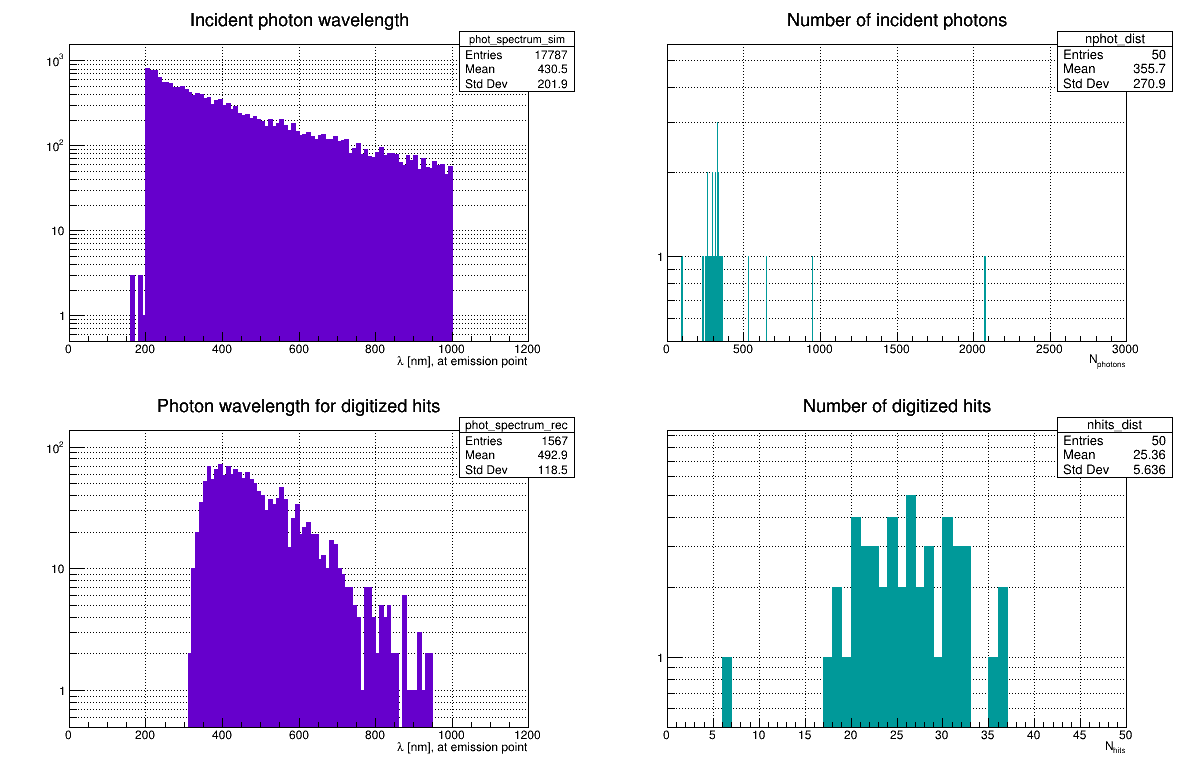 Incident photon wavelength
phot_spectrum_sim
Entries 17787
Mean 430.5
Std Dev 201.9
10³
10²
10
1
0 200 400 600 800 1000 1200
λ [nm], at emission point
Number of incident photons
nphot_dist
Entries 50
Mean 355.7
Std Dev 270.9
1
0 500 1000 1500 2000 2500 3000
Nphotons
Photon wavelength for digitized hits
phot_spectrum_rec
Entries 1567
Mean 492.9
Std Dev 118.5
10²
10
1
0 200 400 600 800 1000 1200
λ [nm], at emission point
Number of digitized hits
nhits_dist
Entries 50
Mean 25.36
Std Dev 5.636
1
0 5 10 15 20 25 30 35 40 45 50
Nhits